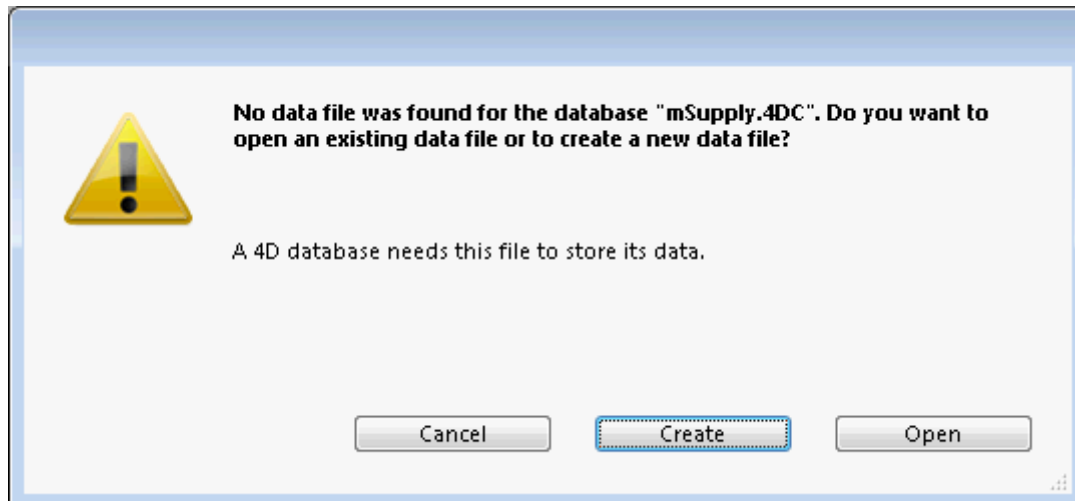 No data file was found for the database "mSupply.4DC". Do you want to
open an existing data file or to create a new data file?
A 4D database needs this file to store its data.
Cancel Create Open